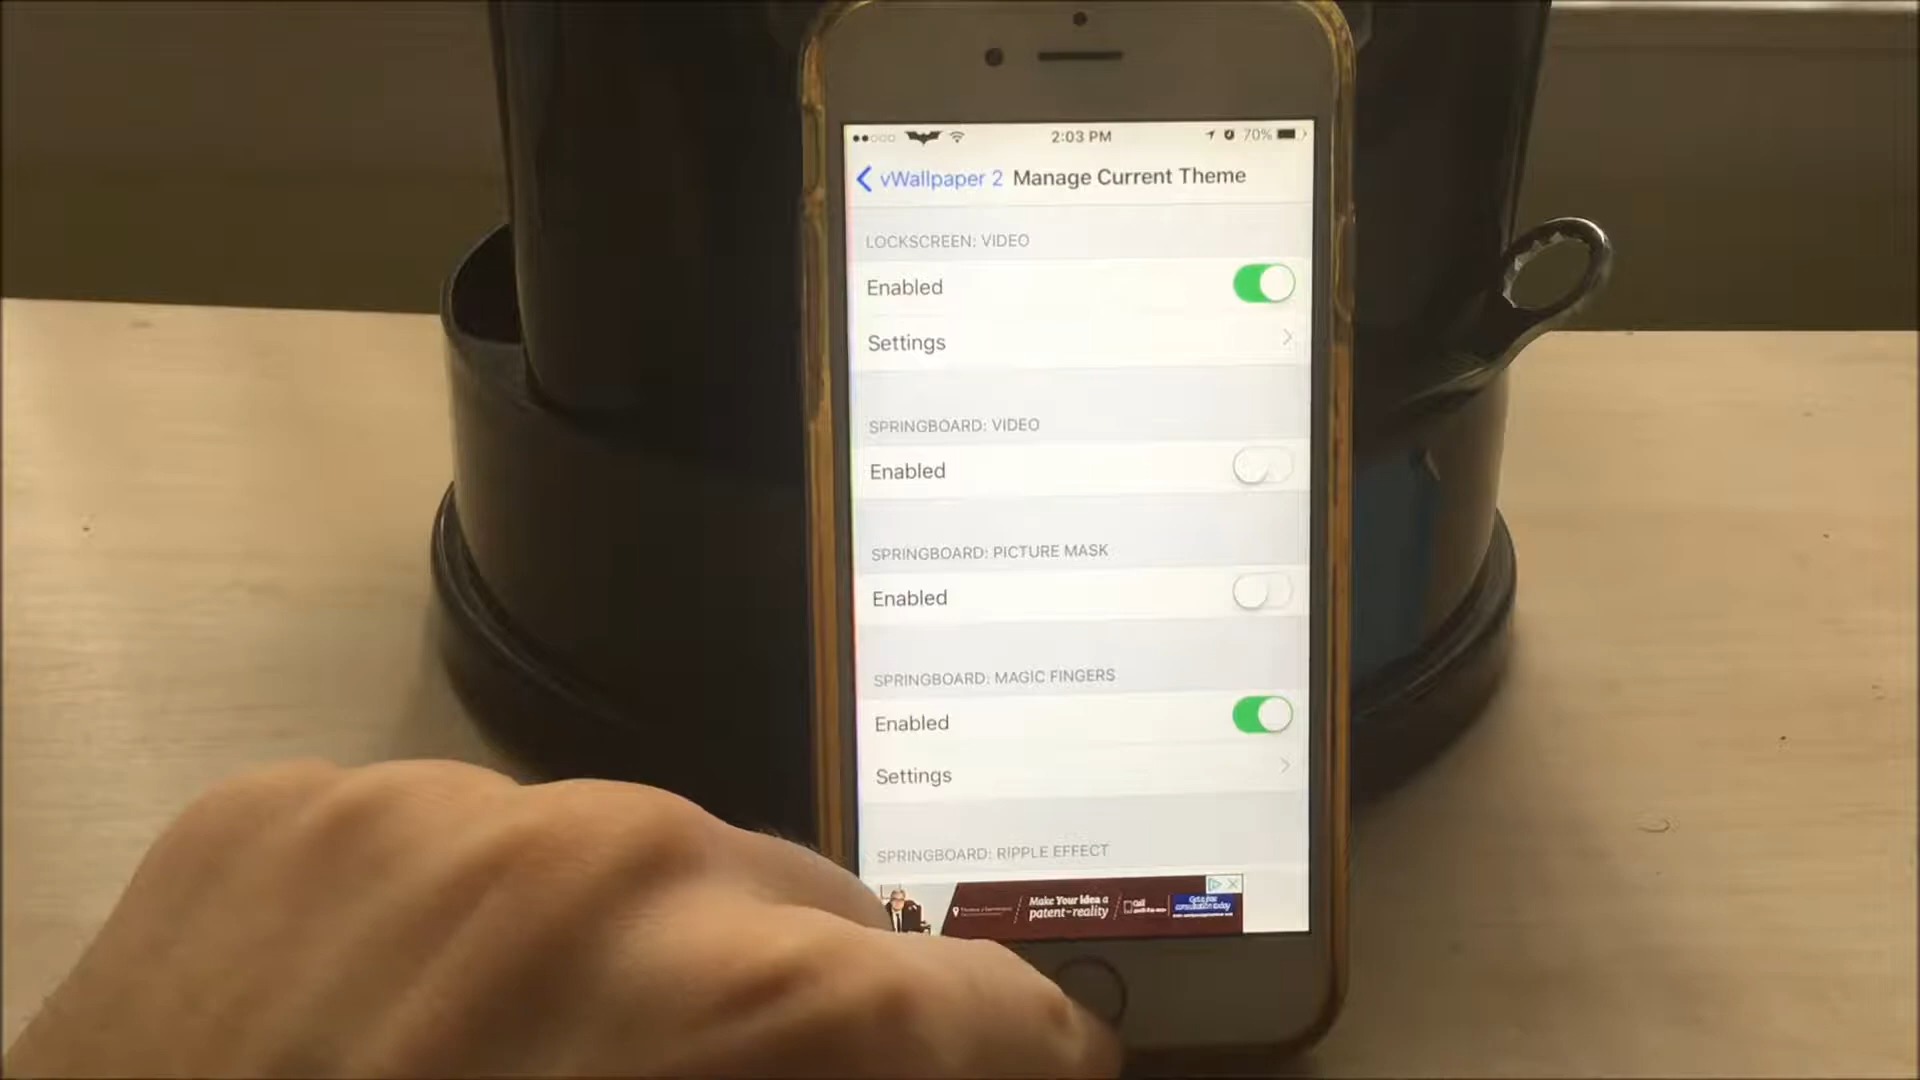 2:03 PM
70%
vWallpaper 2 Manage Current Theme
LOCKSCREEN: VIDEO
Enabled
Settings
SPRINGBOARD: VIDEO
Enabled
SPRINGBOARD: PICTURE MASK
Enabled
SPRINGBOARD: MAGIC FINGERS
Enabled
Settings
SPRINGBOARD: RIPPLE EFFECT
Make Your Idea a
patent-reality
Call